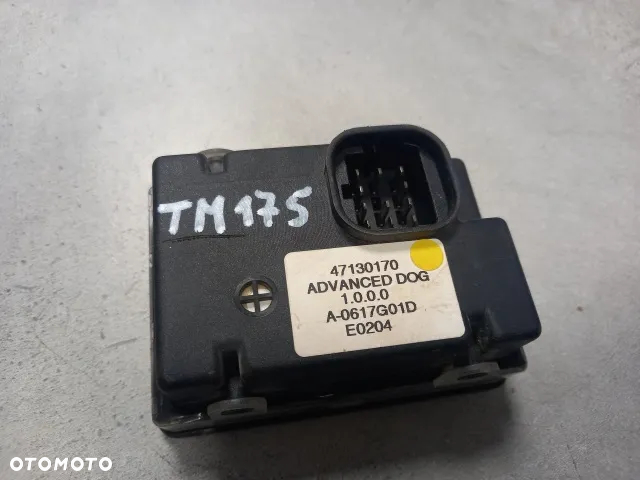 TM175
47130170
ADVANCED DOG
1.0.0.0
A-0617G01D
E0204
OTOMOTO